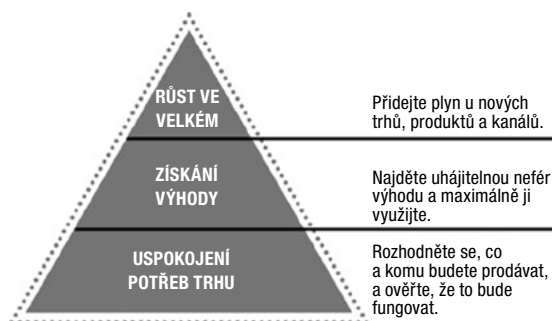 RŮST VE
VELKÉM
Přidejte plyn u nových
trhů, produktů a kanálů.
ZÍSKÁNÍ
VÝHODY
Najděte uhájitelnou nefér
výhodu a maximálně ji
využijte.
USPOKOJENÍ
POTŘEB TRHU
Rozhodněte se, co
a komu budete prodávat,
a ověřte, že to bude
fungovat.